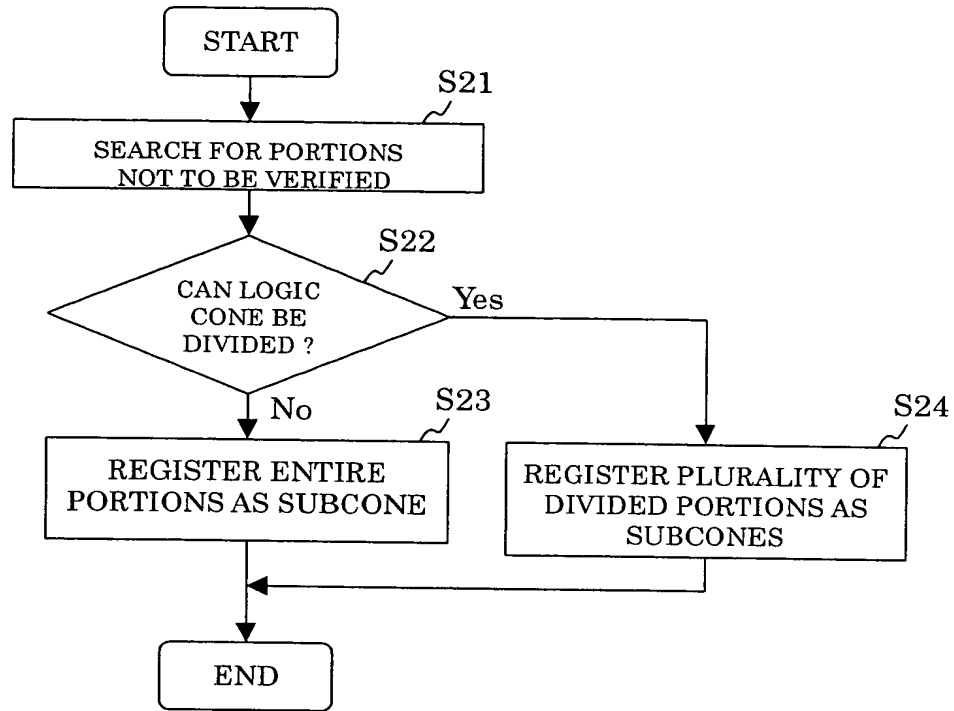 START
S21
SEARCH FOR PORTIONS
NOT TO BE VERIFIED
S22
CAN LOGIC
CONE BE
DIVIDED ?
Yes
No
S23
REGISTER ENTIRE
PORTIONS AS SUBCONE
S24
REGISTER PLURALITY OF
DIVIDED PORTIONS AS
SUBCONES
END